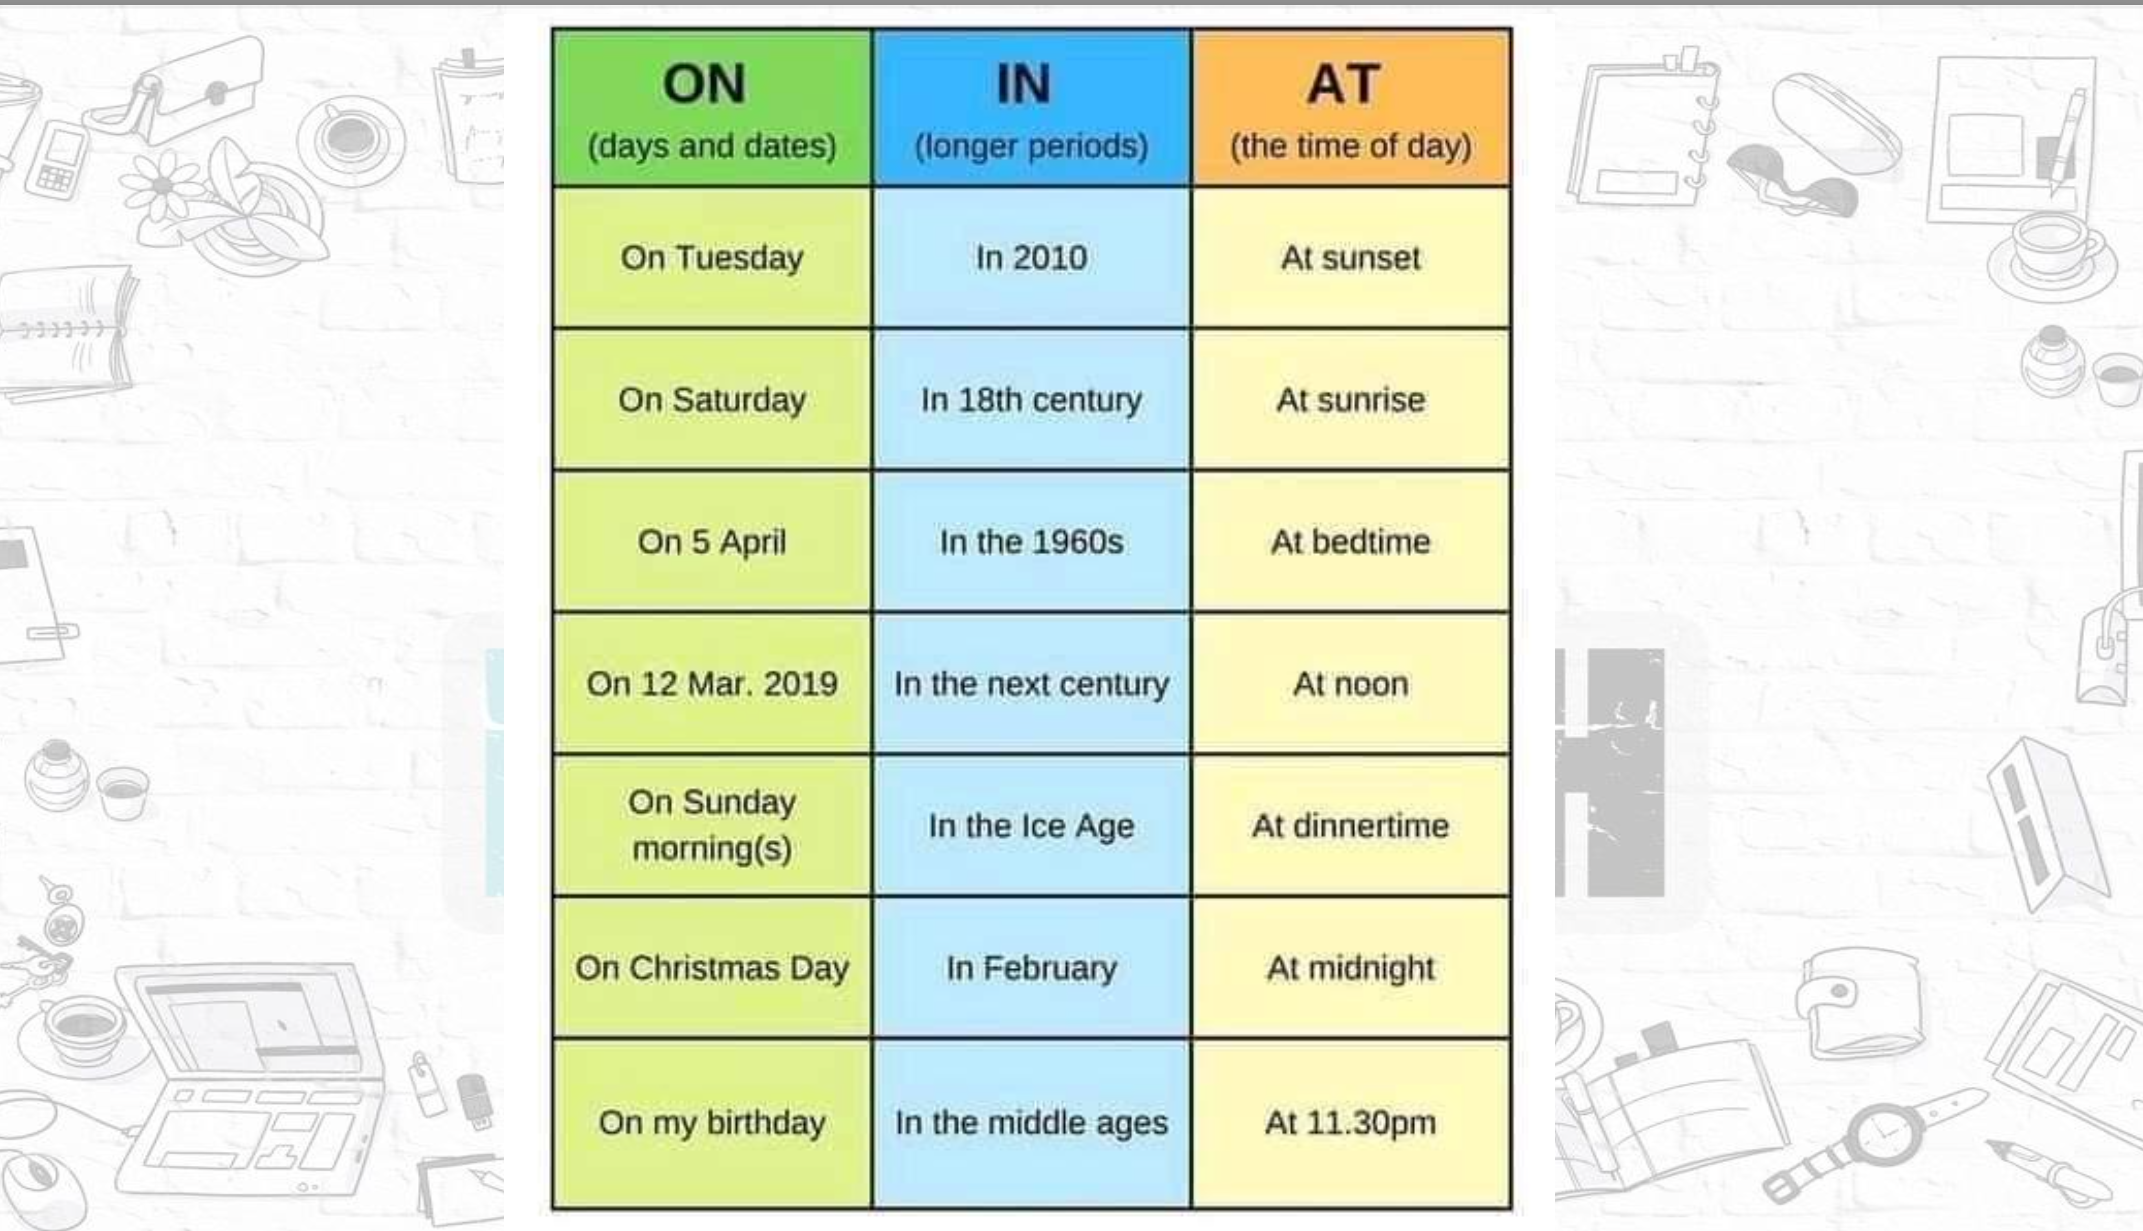 ON IN AT
(days and dates) (longer periods) (the time of day)
On Tuesday In 2010 At sunset
On Saturday In 18th century At sunrise
On 5 April In the 1960s At bedtime
On 12 Mar. 2019 In the next century At noon
On Sunday
morning(s) In the Ice Age At dinnertime
On Christmas Day In February At midnight
On my birthday In the middle ages At 11.30pm